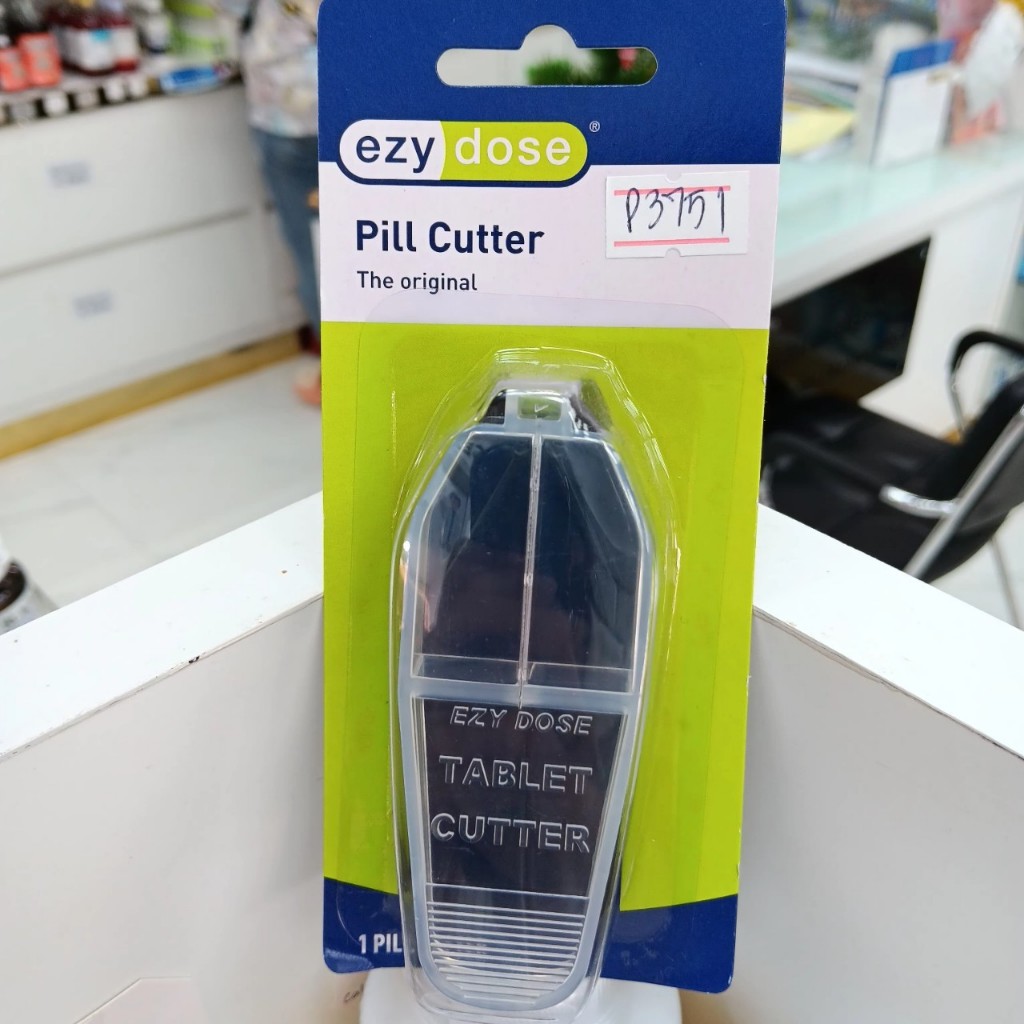 ezy dose ®
P3751
Pill Cutter
The original
EZY DOSE
TABLET
CUTTER
1 PIL